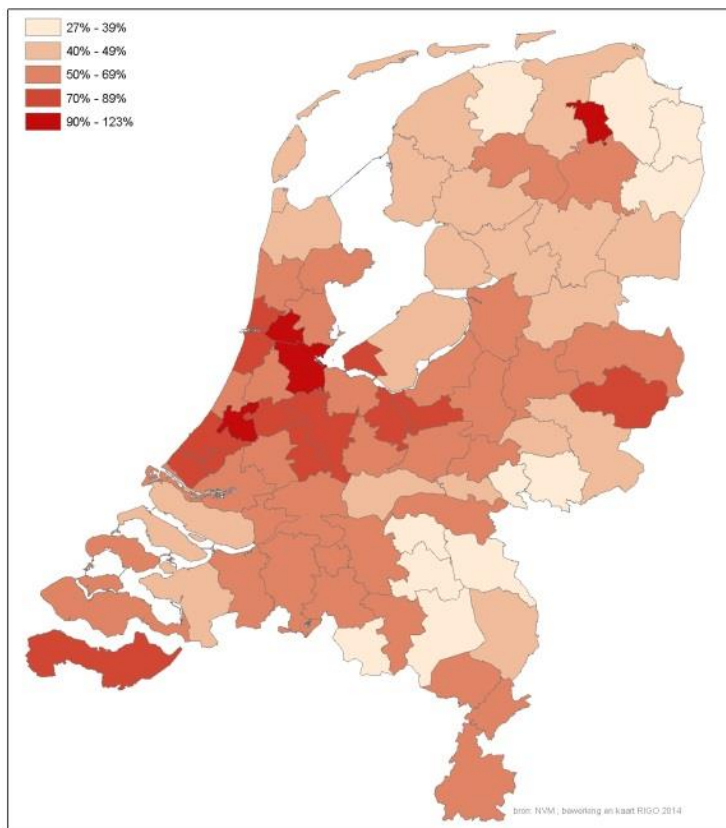 27% - 39%
40% - 49%
50% - 69%
70% - 89%
90% - 123%
bron: NVM ; bewerking en kaart RIGO 2014